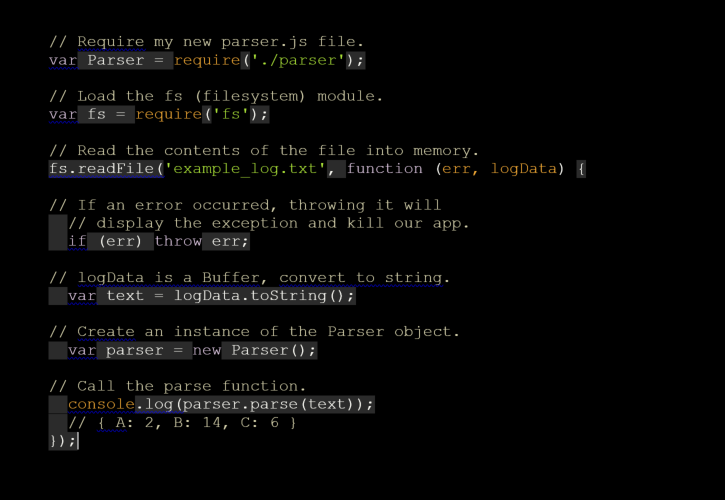 // Require my new parser.js file.
var Parser = require('./parser');
// Load the fs (filesystem) module.
var fs = require('fs');
// Read the contents of the file into memory.
fs.readFile('example_log.txt', function (err, logData) {
// If an error occurred, throwing it will
// display the exception and kill our app.
if (err) throw err;
// logData is a Buffer, convert to string.
var text = logData.toString();
// Create an instance of the Parser object.
var parser = new Parser();
// Call the parse function.
console.log(parser.parse(text));
// { A: 2, B: 14, C: 6 }
});